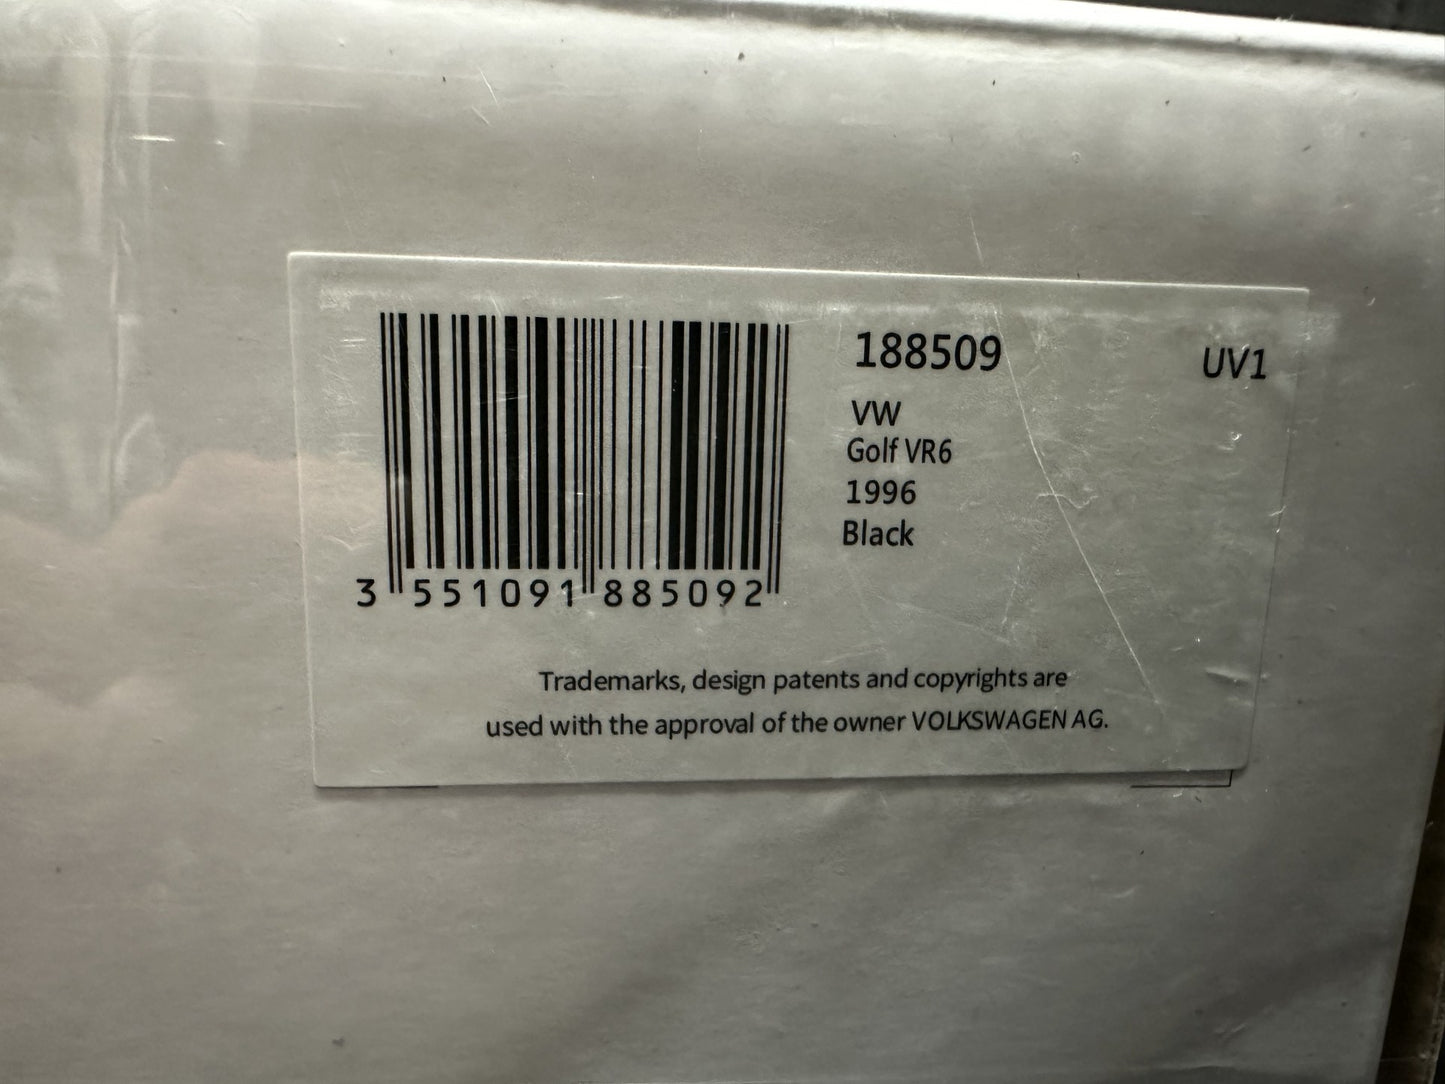 188509 UV1
VW
Golf VR6
1996
Black
3 551091 885092
Trademarks, design patents and copyrights are
used with the approval of the owner VOLKSWAGEN AG.